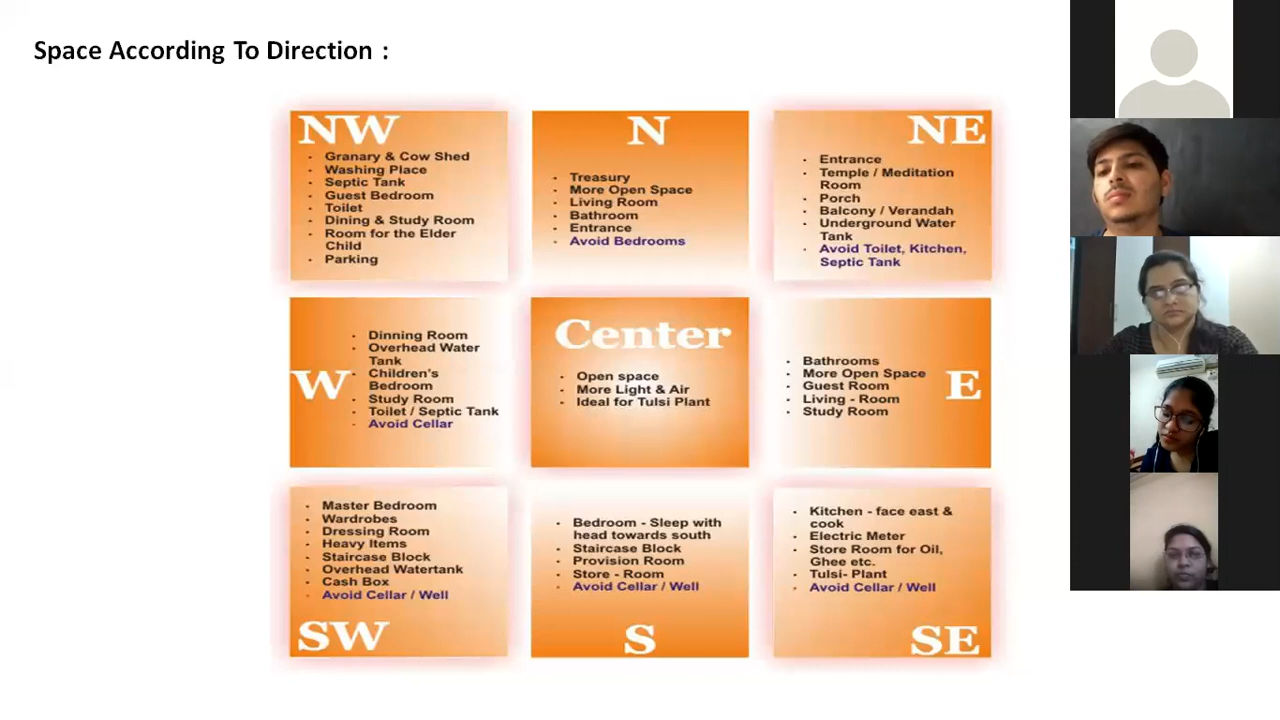 Space According To Direction :
NW
Granary & Cow Shed
Washing Place
Septic Tank
Guest Bedroom
Toilet
Dining & Study Room
Room for the Elder
Child
Parking
N
Treasury
More Open Space
Living Room
Bathroom
Entrance
Avoid Bedrooms
NE
Entrance
Temple / Meditation
Room
Porch
Balcony / Verandah
Underground Water
Tank
Avoid Toilet, Kitchen,
Septic Tank
W
Dinning Room
Overhead Water
Tank
Children's
Bedroom
Study Room
Toilet / Septic Tank
Avoid Cellar
Center
Open space
More Light & Air
Ideal for Tulsi Plant
Bathrooms
More Open Space
Guest Room
Living - Room
Study Room
E
Master Bedroom
Wardrobes
Dressing Room
Heavy Items
Staircase Block
Overhead Watertank
Cash Box
Avoid Cellar / Well
SW
Bedroom - Sleep with
head towards south
Staircase Block
Provision Room
Store - Room
Avoid Cellar / Well
S
Kitchen - face east &
cook
Electric Meter
Store Room for Oil,
Ghee etc.
Tulsi- Plant
Avoid Cellar / Well
SE